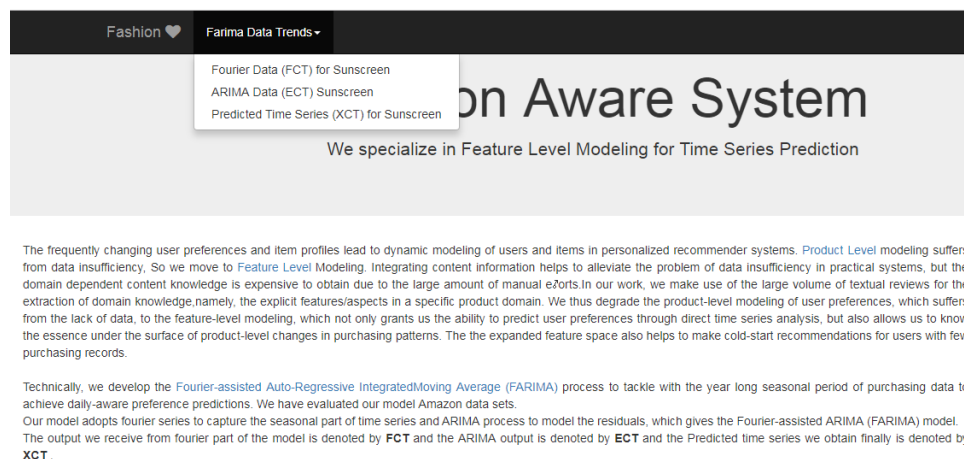 Fashion
Farima Data Trends
Fourier Data (FCT) for Sunscreen
ARIMA Data (ECT) Sunscreen
Predicted Time Series (XCT) for Sunscreen
on Aware System
We specialize in Feature Level Modeling for Time Series Prediction
The frequently changing user preferences and item profiles lead to dynamic modeling of users and items in personalized recommender systems. Product Level modeling suffers
from data insufficiency, So we move to Feature Level Modeling. Integrating content information helps to alleviate the problem of data insufficiency in practical systems, but the
domain dependent content knowledge is expensive to obtain due to the large amount of manual orts.In our work, we make use of the large volume of textual reviews for the
extraction of domain knowledge,namely, the explicit features/aspects in a specific product domain. We thus degrade the product-level modeling of user preferences, which suffers
from the lack of data, to the feature-level modeling, which not only grants us the ability to predict user preferences through direct time series analysis, but also allows us to know
the essence under the surface of product-level changes in purchasing patterns. The the expanded feature space also helps to make cold-start recommendations for users with few
purchasing records.
Technically, we develop the Fourier-assisted Auto-Regressive IntegratedMoving Average (FARIMA) process to tackle with the year long seasonal period of purchasing data to
achieve daily-aware preference predictions. We have evaluated our model Amazon data sets.
Our model adopts fourier series to capture the seasonal part of time series and ARIMA process to model the residuals, which gives the Fourier-assisted ARIMA (FARIMA) model.
The output we receive from fourier part of the model is denoted by FCT and the ARIMA output is denoted by ECT and the Predicted time series we obtain finally is denoted by
XCT .